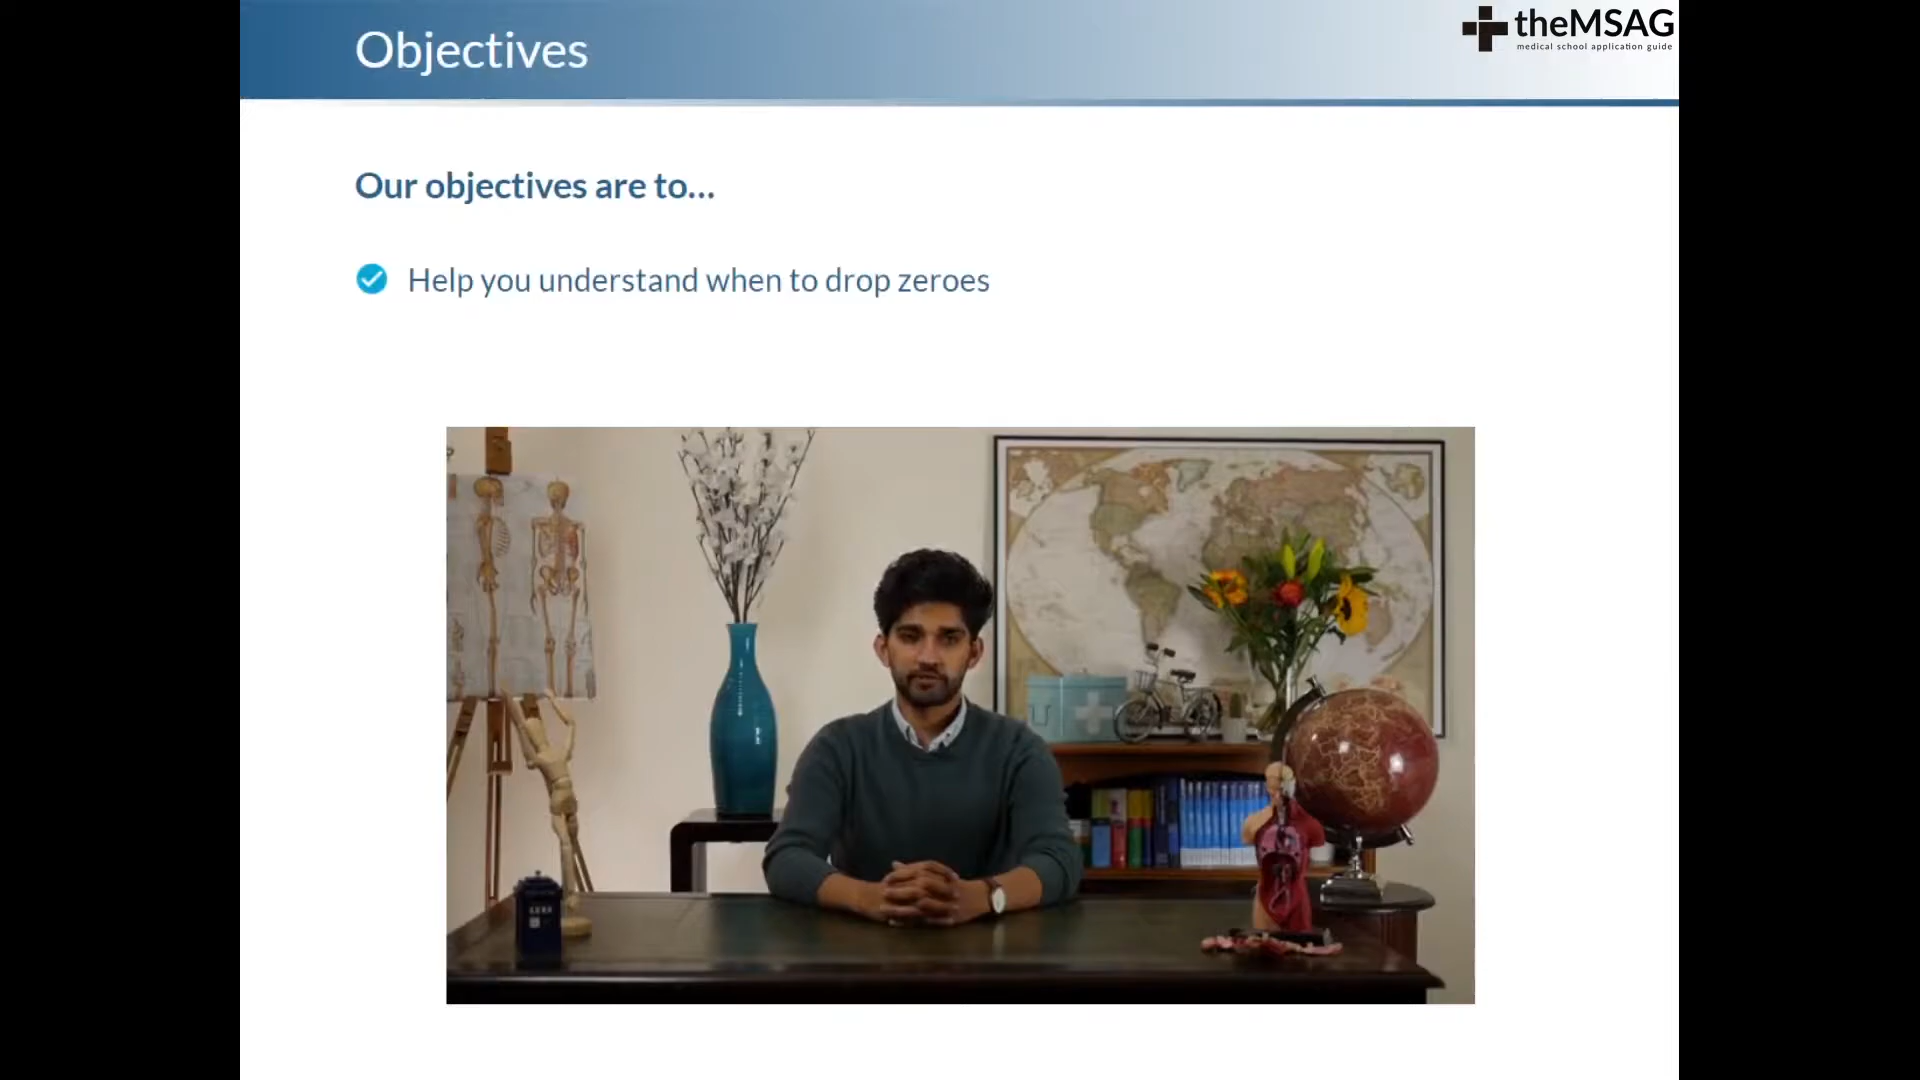 Objectives
theMSAG
medical school application guide
Our objectives are to...
Help you understand when to drop zeroes